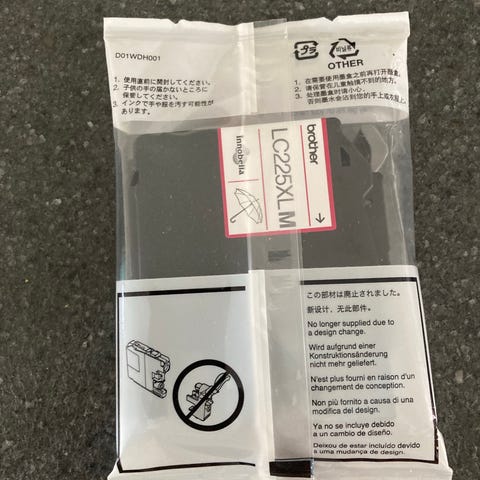 D01WDH001
プラ
비닐류
OTHER
1. 使用直前に開封してください。
2. 子供の手の届かないところに
保管してください。
3. インクで手や服を汚す可能性が
あります。
1. 在需要使用墨盒之前再打开墨盒。
2. 请保管在儿童触摸不到的地方。
3. 处理墨盒时请小心，
否则墨水会沾到您的手上或衣服
brother
LC225XLM
innobella
この部材は廃止されました。
新设计，无此部件。
No longer supplied due to
a design change.
Wird aufgrund einer
Konstruktionsänderung
nicht mehr geliefert.
N'est plus fourni en raison d'un
changement de conception.
Non più fornito a causa di una
modifica del design.
Ya no se incluye debido
a un cambio de diseño.
Deixou de estar incluído devido
a uma mudança de design.